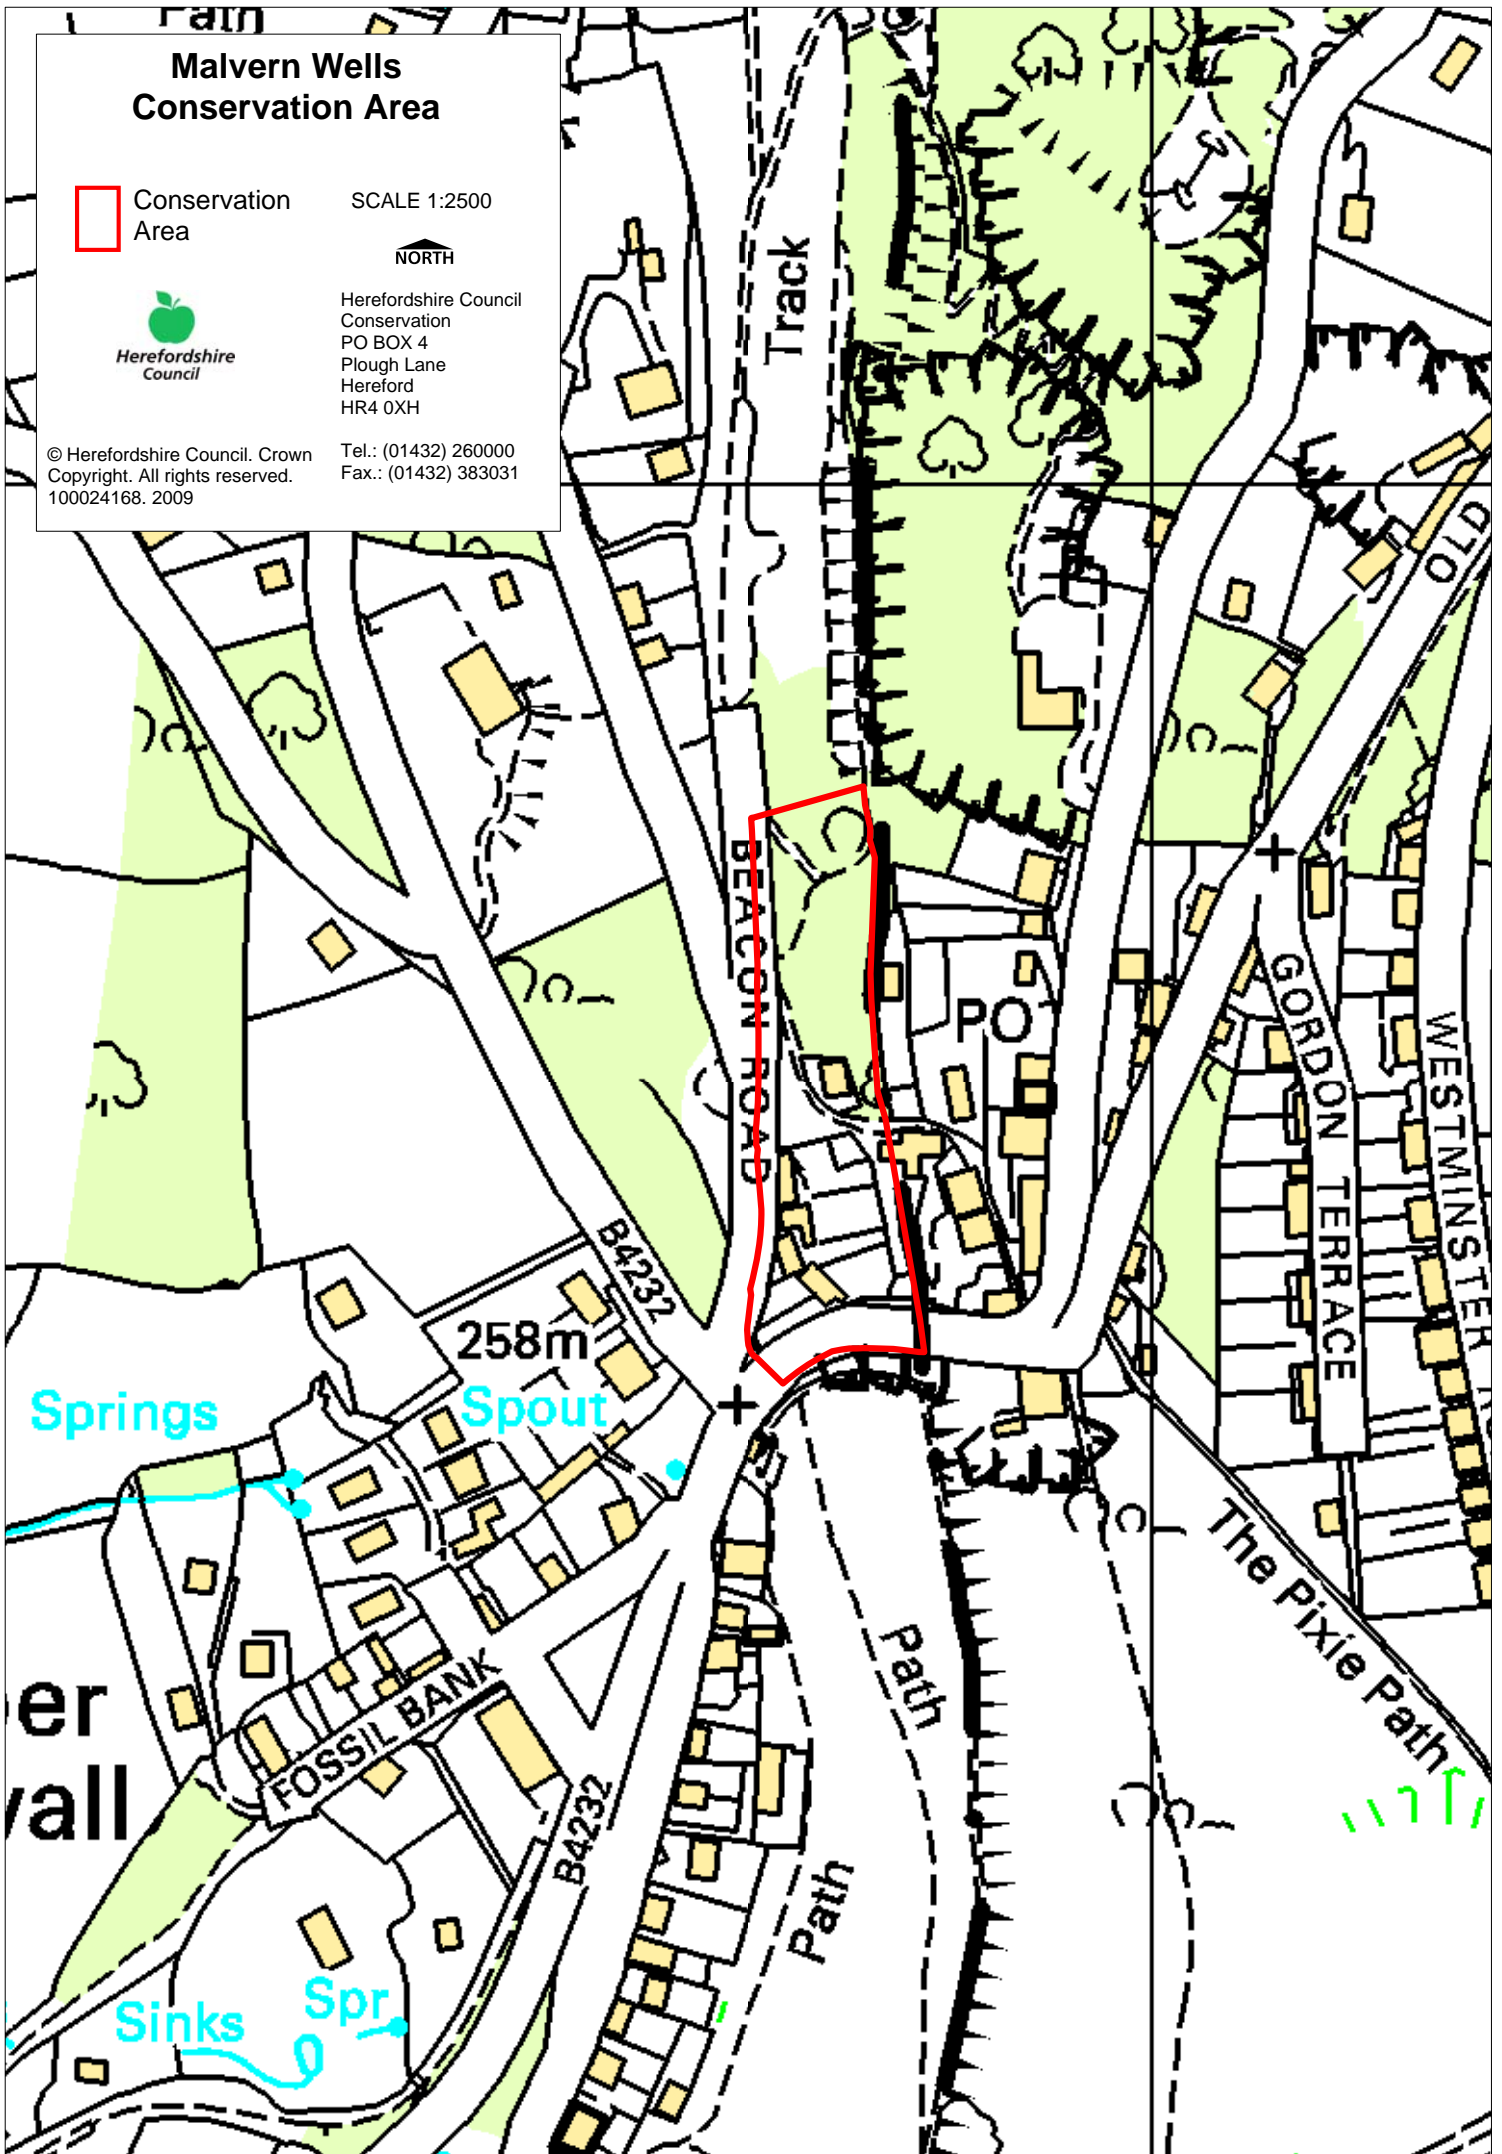 Path
Malvern Wells
Conservation Area
Conservation
Area
SCALE 1:2500
NORTH
Herefordshire
Council
Herefordshire Council
Conservation
PO BOX 4
Plough Lane
Hereford
HR4 0XH
© Herefordshire Council. Crown
Copyright. All rights reserved.
100024168. 2009
Tel.: (01432) 260000
Fax.: (01432) 383031
Track
OLD
BEACON ROAD
PO
GORDON TERRACE
WESTMINSTER
B4232
258m
Springs
Spout
The Pixie Path
Path
er
wall
FOSSIL BANK
B4232
Path
Sinks
Spr